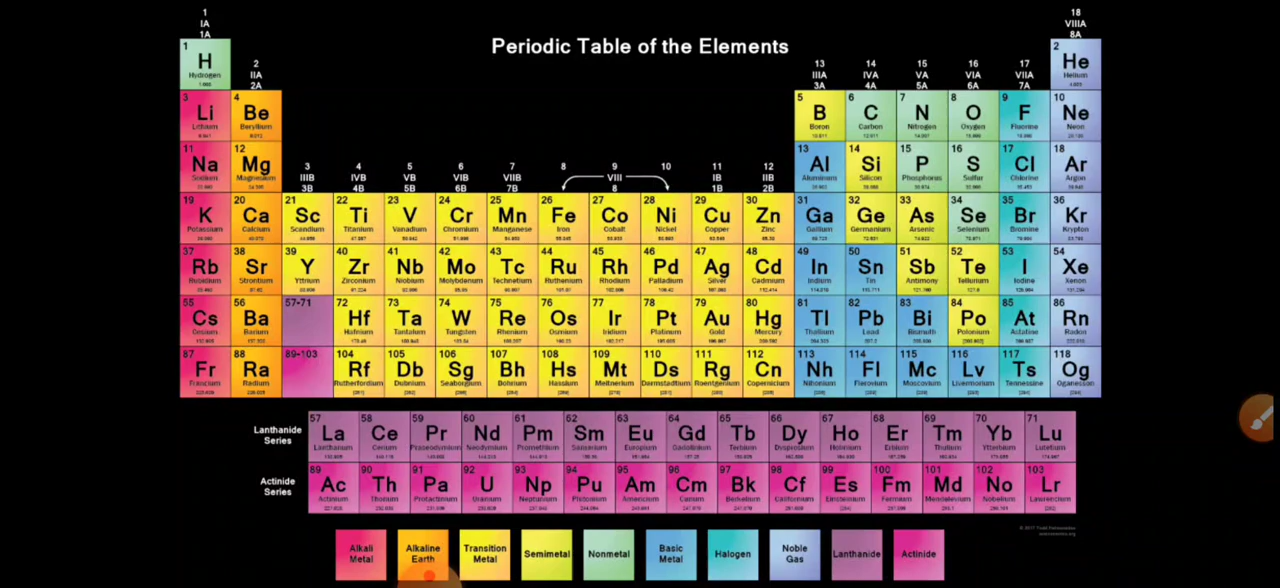 1
IA
1A
18
VIIIA
8A
Periodic Table of the Elements
1
H
Hydrogen
2
IIA
2A
13
IIIA
3A
14
IVA
4A
15
VA
5A
16
VIA
6A
17
VIIA
7A
2
He
Helium
3 4 5 6 7 8 9 10
Li Be B C N O F Ne
Lithium Beryllium Boron Carbon Nitrogen Oxygen Fluorine Neon
11 12 13 14 15 16 17 18
Na Mg Al Si P S Cl Ar
Sodium Magnesium Aluminum Silicon Phosphorus Sulfur Chlorine Argon
3
IIIB
3B
4
IVB
4B
5
VB
5B
6
VIB
6B
7
VIIB
7B
8 9 10
VIII
8
11
IB
1B
12
IIB
2B
19 20 21 22 23 24 25 26 27 28 29 30 31 32 33 34 35 36
K Ca Sc Ti V Cr Mn Fe Co Ni Cu Zn Ga Ge As Se Br Kr
Potassium Calcium Scandium Titanium Vanadium Chromium Manganese Iron Cobalt Nickel Copper Zinc Gallium Germanium Arsenic Selenium Bromine Krypton
37 38 39 40 41 42 43 44 45 46 47 48 49 50 51 52 53 54
Rb Sr Y Zr Nb Mo Tc Ru Rh Pd Ag Cd In Sn Sb Te I Xe
Rubidium Strontium Yttrium Zirconium Niobium Molybdenum Technetium Ruthenium Rhodium Palladium Silver Cadmium Indium Tin Antimony Tellurium Iodine Xenon
55 56 57-71 72 73 74 75 76 77 78 79 80 81 82 83 84 85 86
Cs Ba Hf Ta W Re Os Ir Pt Au Hg Tl Pb Bi Po At Rn
Cesium Barium Hafnium Tantalum Tungsten Rhenium Osmium Iridium Platinum Gold Mercury Thallium Lead Bismuth Polonium Astatine Radon
87 88 89-103 104 105 106 107 108 109 110 111 112 113 114 115 116 117 118
Fr Ra Rf Db Sg Bh Hs Mt Ds Rg Cn Nh Fl Mc Lv Ts Og
Francium Radium Rutherfordium Dubnium Seaborgium Bohrium Hassium Meitnerium Darmstadtium Roentgenium Copernicium Nihonium Flerovium Moscovium Livermorium Tennessine Oganesson
Lanthanide
Series
57 58 59 60 61 62 63 64 65 66 67 68 69 70 71
La Ce Pr Nd Pm Sm Eu Gd Tb Dy Ho Er Tm Yb Lu
Lanthanum Cerium Praseodymium Neodymium Promethium Samarium Europium Gadolinium Terbium Dysprosium Holmium Erbium Thulium Ytterbium Lutetium
Actinide
Series
89 90 91 92 93 94 95 96 97 98 99 100 101 102 103
Ac Th Pa U Np Pu Am Cm Bk Cf Es Fm Md No Lr
Actinium Thorium Protactinium Uranium Neptunium Plutonium Americium Curium Berkelium Californium Einsteinium Fermium Mendelevium Nobelium Lawrencium
Alkali
Metal
Alkaline
Earth
Transition
Metal
Semimetal
Nonmetal
Basic
Metal
Halogen
Noble
Gas
Lanthanide
Actinide